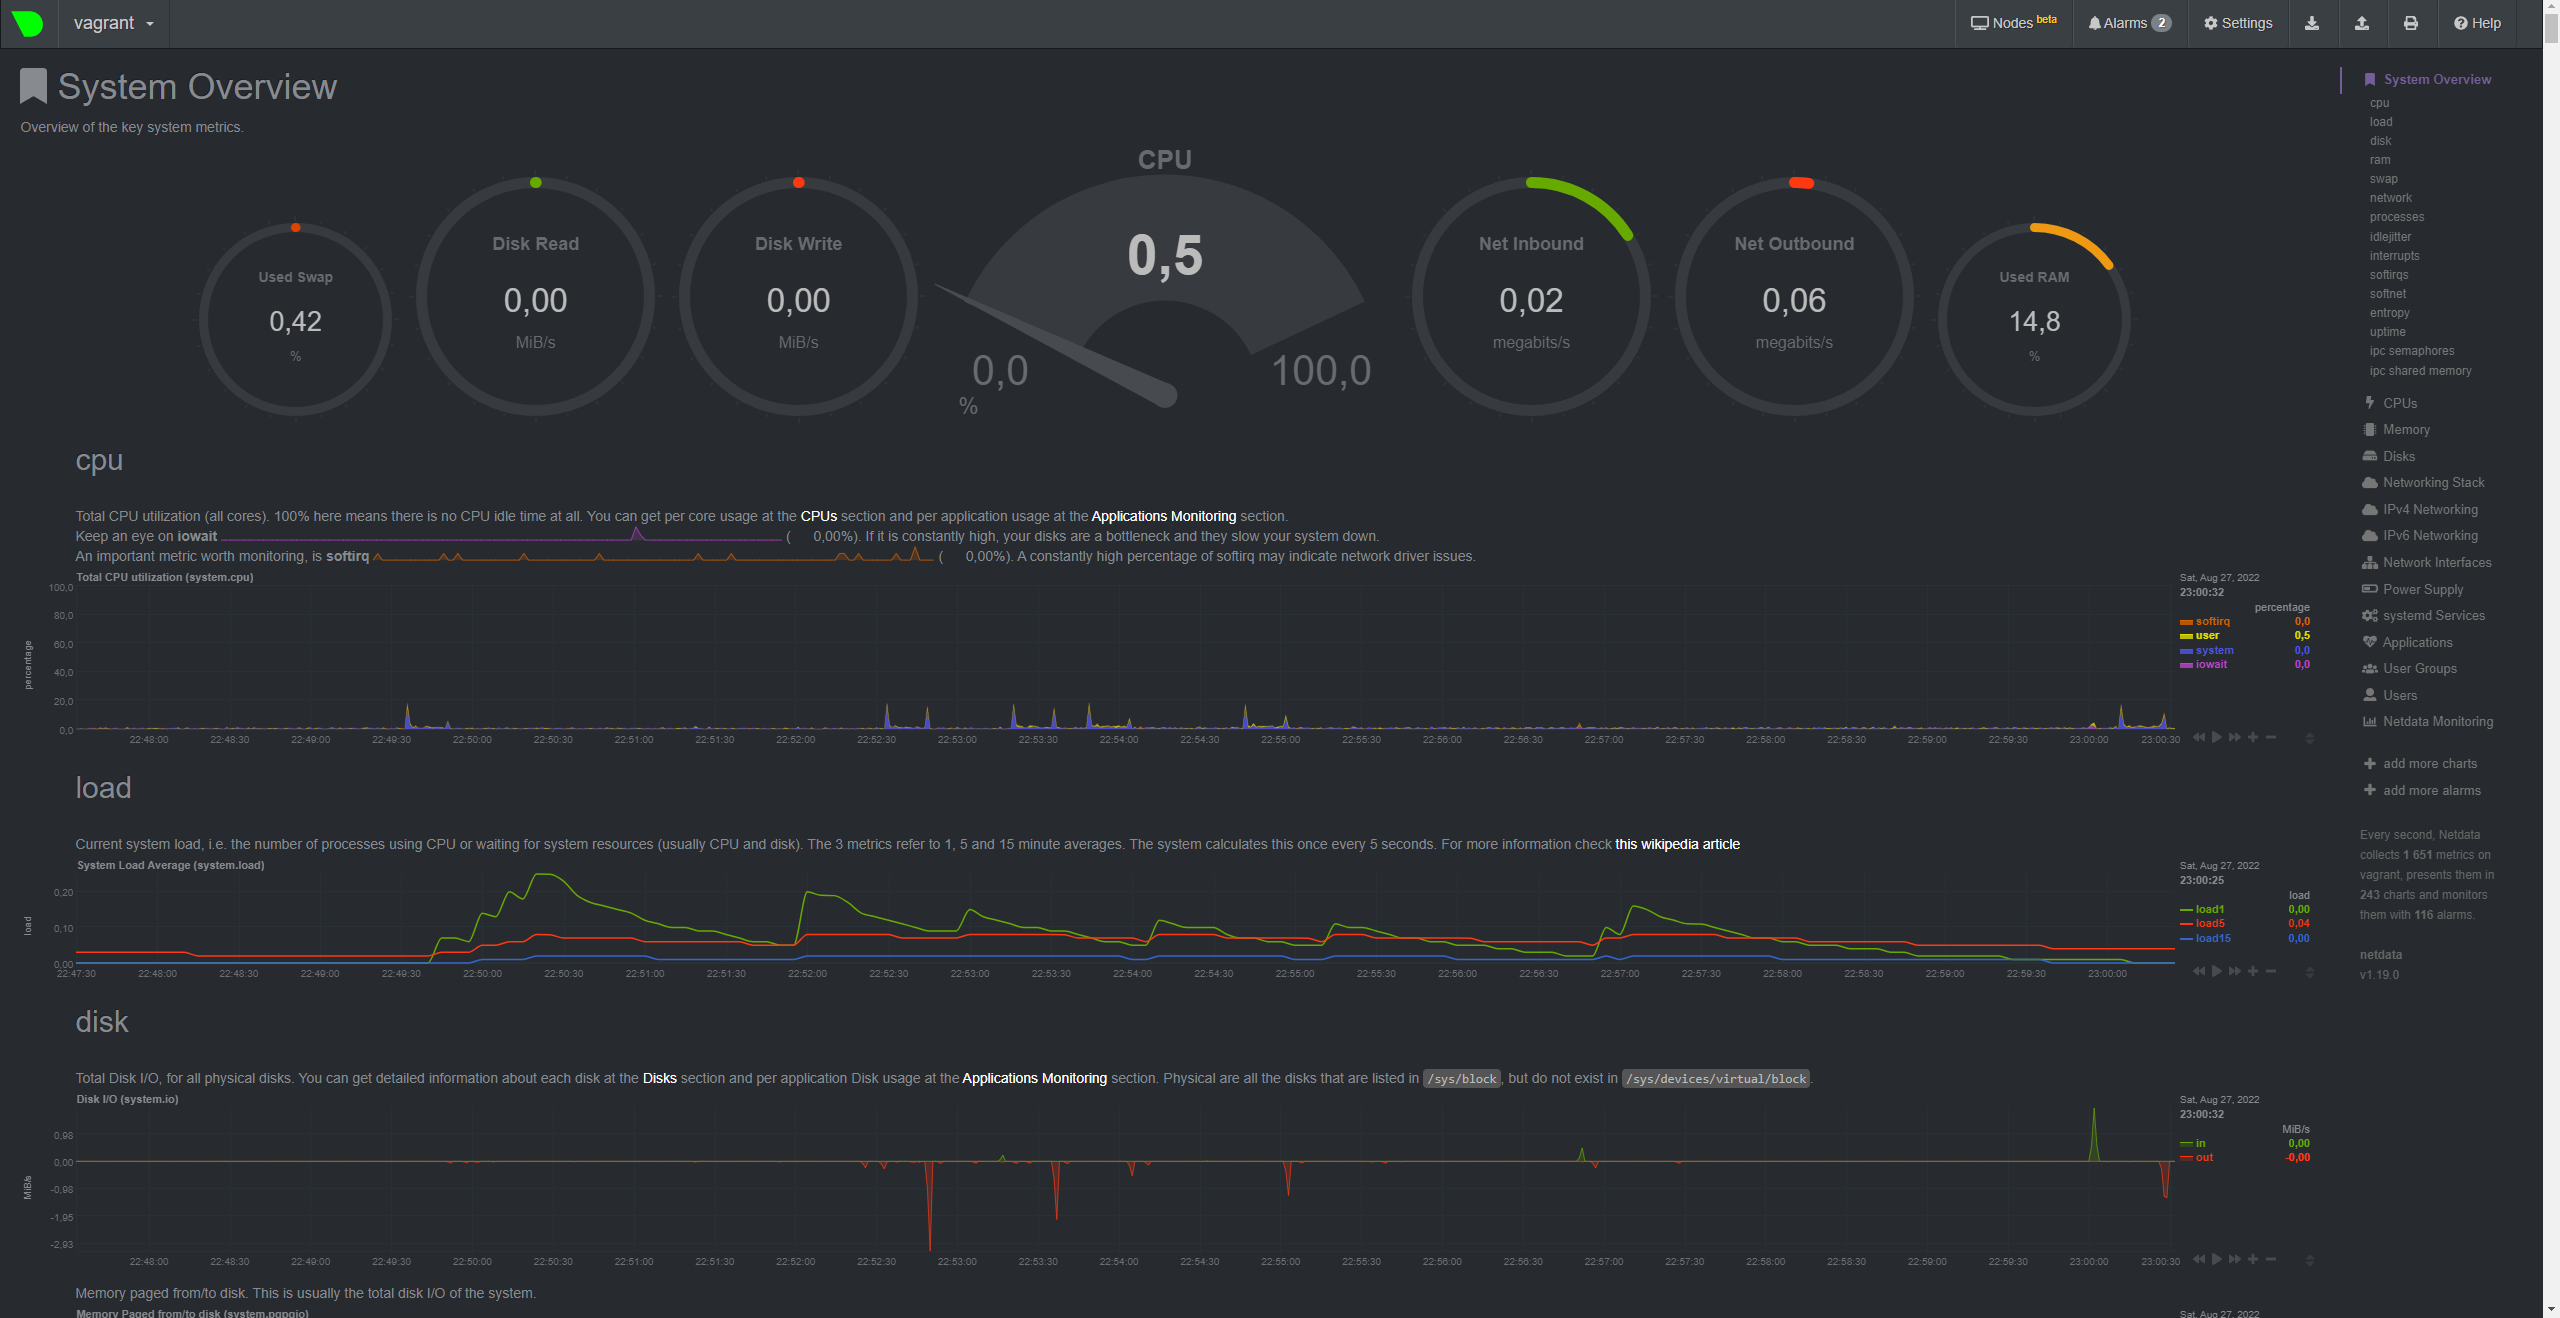 vagrant
Nodes beta
Alarms 2
Settings
Help
System Overview
Overview of the key system metrics.
Used Swap
0,42
%
Disk Read
0,00
MiB/s
Disk Write
0,00
MiB/s
CPU
0,5
0,0
100,0
%
Net Inbound
0,02
megabits/s
Net Outbound
0,06
megabits/s
Used RAM
14,8
%
cpu
Total CPU utilization (all cores). 100% here means there is no CPU idle time at all. You can get per core usage at the CPUs section and per application usage at the Applications Monitoring section.
Keep an eye on iowait ( 0,00%). If it is constantly high, your disks are a bottleneck and they slow your system down.
An important metric worth monitoring, is softirq ( 0,00%). A constantly high percentage of softirq may indicate network driver issues.
Total CPU utilization (system.cpu)
percentage
100,0
80,0
60,0
40,0
20,0
0,0
22:48:00 22:48:30 22:49:00 22:49:30 22:50:00 22:50:30 22:51:00 22:51:30 22:52:00 22:52:30 22:53:00 22:53:30 22:54:00 22:54:30 22:55:00 22:55:30 22:56:00 22:56:30 22:57:00 22:57:30 22:58:00 22:58:30 22:59:00 22:59:30 23:00:00 23:00:30
Sat, Aug 27, 2022
23:00:32
percentage
softirq 0,0
user 0,5
system 0,0
iowait 0,0
load
Current system load, i.e. the number of processes using CPU or waiting for system resources (usually CPU and disk). The 3 metrics refer to 1, 5 and 15 minute averages. The system calculates this once every 5 seconds. For more information check this wikipedia article
System Load Average (system.load)
load
0,20
0,10
0,00
22:47:30 22:48:00 22:48:30 22:49:00 22:49:30 22:50:00 22:50:30 22:51:00 22:51:30 22:52:00 22:52:30 22:53:00 22:53:30 22:54:00 22:54:30 22:55:00 22:55:30 22:56:00 22:56:30 22:57:00 22:57:30 22:58:00 22:58:30 22:59:00 22:59:30 23:00:00
Sat, Aug 27, 2022
23:00:25
load
load1 0,00
load5 0,04
load15 0,00
disk
Total Disk I/O, for all physical disks. You can get detailed information about each disk at the Disks section and per application Disk usage at the Applications Monitoring section. Physical are all the disks that are listed in /sys/block, but do not exist in /sys/devices/virtual/block.
Disk I/O (system.io)
MiB/s
0,98
0,00
-0,98
-1,95
-2,93
22:48:00 22:48:30 22:49:00 22:49:30 22:50:00 22:50:30 22:51:00 22:51:30 22:52:00 22:52:30 22:53:00 22:53:30 22:54:00 22:54:30 22:55:00 22:55:30 22:56:00 22:56:30 22:57:00 22:57:30 22:58:00 22:58:30 22:59:00 22:59:30 23:00:00 23:00:30
Sat, Aug 27, 2022
23:00:32
MiB/s
in 0,00
out -0,00
Memory paged from/to disk. This is usually the total disk I/O of the system.
Memory Paged from/to disk (system.pgpgio)
Sat, Aug 27, 2022
System Overview
cpu
load
disk
ram
swap
network
processes
idlejitter
interrupts
softirqs
softnet
entropy
uptime
ipc semaphores
ipc shared memory
CPUs
Memory
Disks
Networking Stack
IPv4 Networking
IPv6 Networking
Network Interfaces
Power Supply
systemd Services
Applications
User Groups
Users
Netdata Monitoring
add more charts
add more alarms
Every second, Netdata
collects 1 651 metrics on
vagrant, presents them in
243 charts and monitors
them with 116 alarms.
netdata
v1.19.0